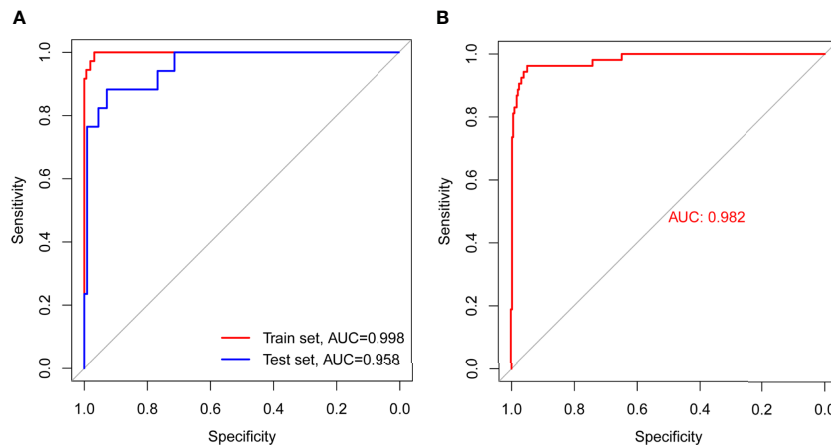 A
1.0
0.8
0.6
0.4
0.2
0.0
Sensitivity
Train set, AUC=0.998
Test set, AUC=0.958
1.0 0.8 0.6 0.4 0.2 0.0
Specificity
B
1.0
0.8
0.6
0.4
0.2
0.0
Sensitivity
AUC: 0.982
1.0 0.8 0.6 0.4 0.2 0.0
Specificity